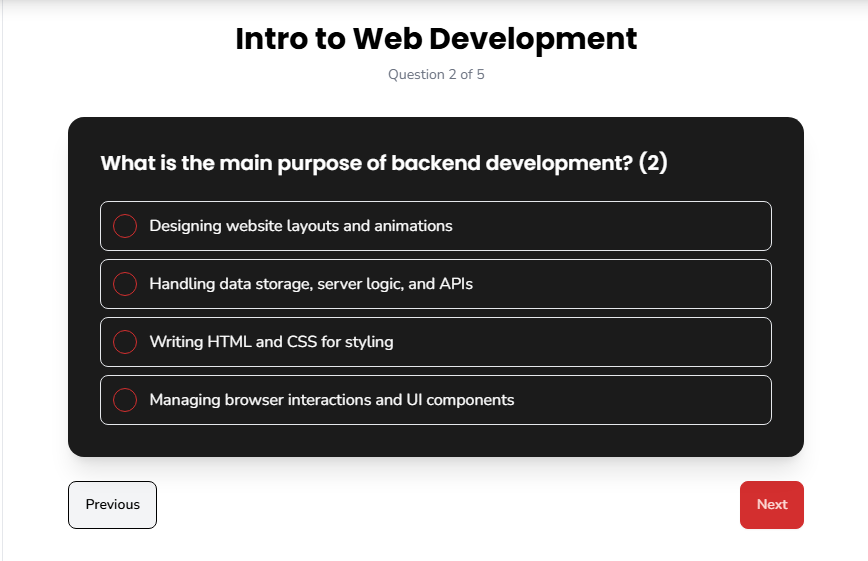 Intro to Web Development
Question 2 of 5
What is the main purpose of backend development? (2)
Designing website layouts and animations
Handling data storage, server logic, and APIs
Writing HTML and CSS for styling
Managing browser interactions and UI components
Previous
Next